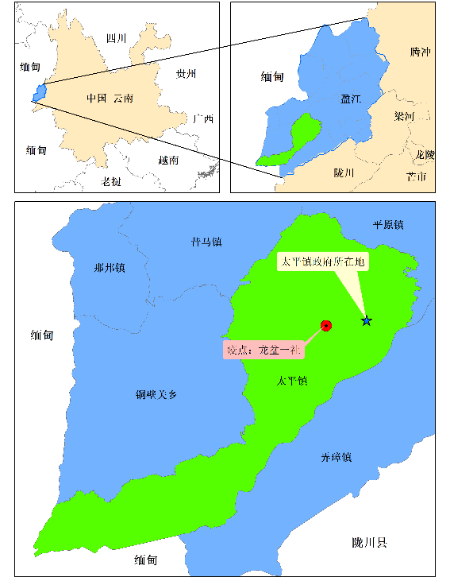 四川
缅甸
贵州
中国 云南
广西
缅甸
越南
老挝
腾冲
缅甸
盈江
梁河
龙陵
陇川
芒市
平原镇
昔马镇
那邦镇
太平镇政府所在地
缅甸
疫点：龙盆一社
太平镇
铜壁关乡
弄璋镇
陇川县
缅甸